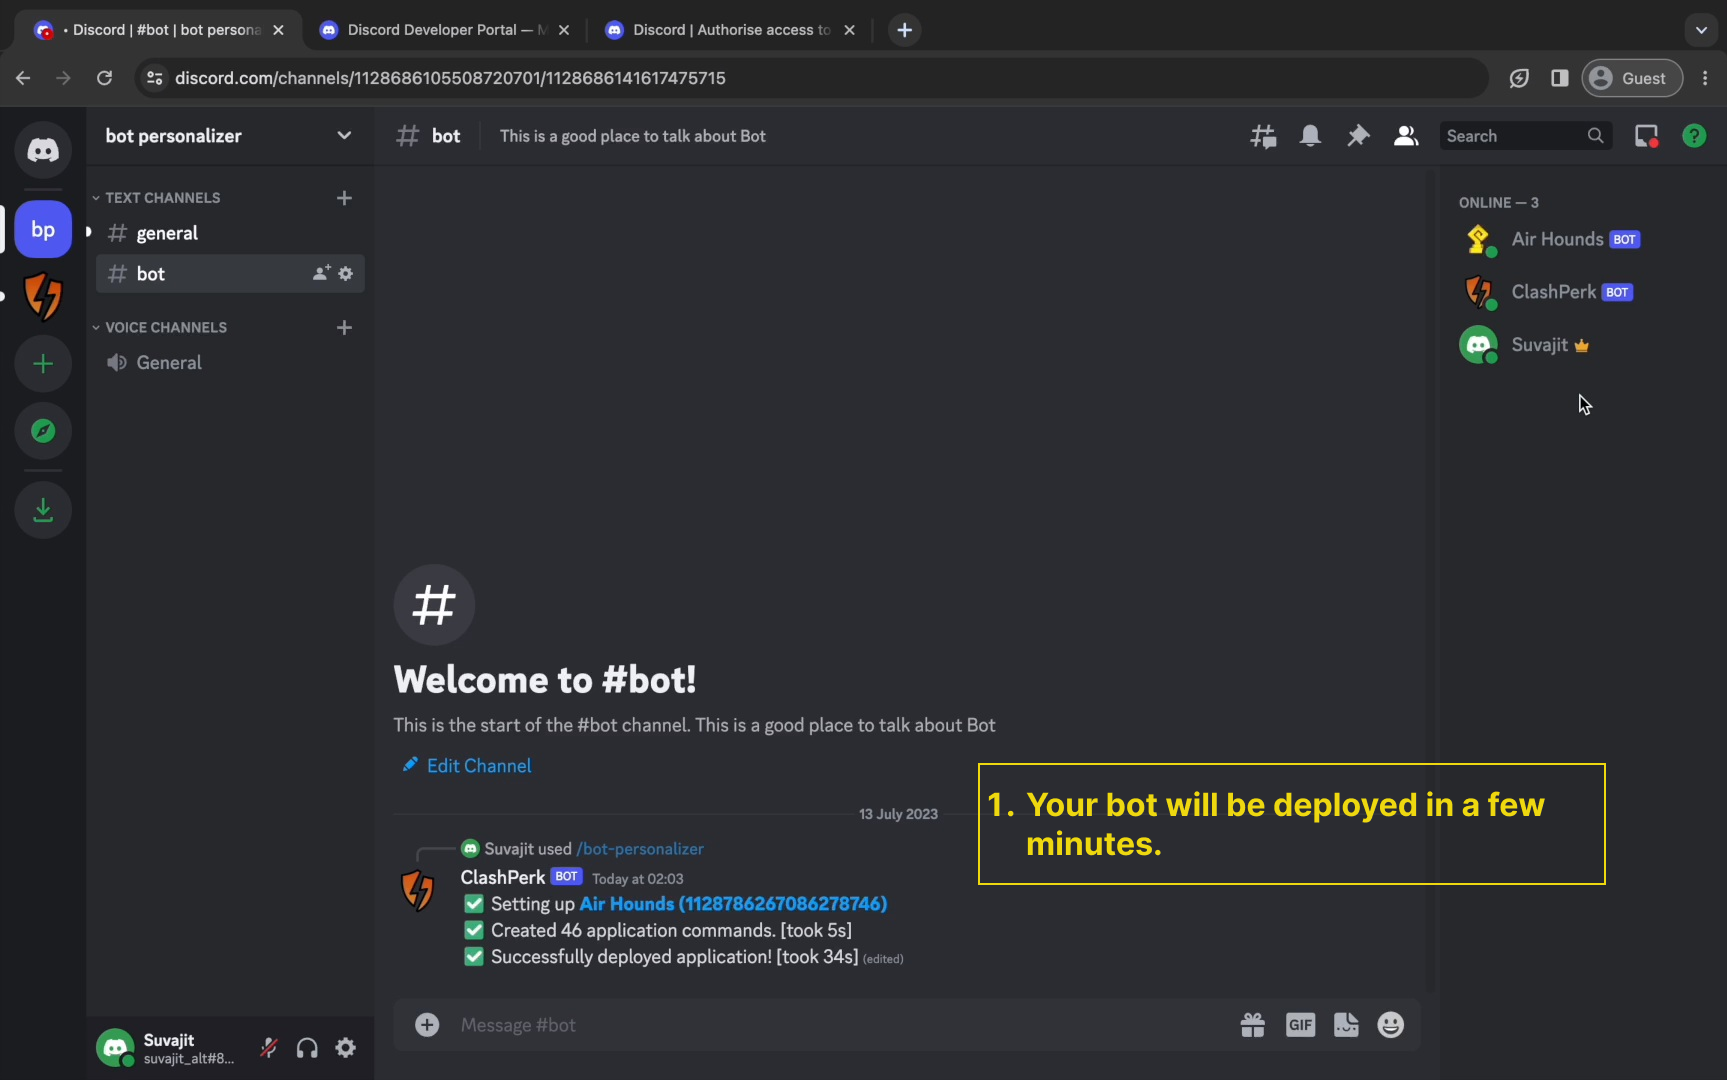 • Discord | #bot | bot persona
Discord Developer Portal — M
Discord | Authorise access to
discord.com/channels/1128686105508720701/1128686141617475715
Guest
bot personalizer
bot
This is a good place to talk about Bot
Search
bp
TEXT CHANNELS
general
bot
VOICE CHANNELS
General
ONLINE — 3
Air Hounds BOT
ClashPerk BOT
Suvajit
Welcome to #bot!
This is the start of the #bot channel. This is a good place to talk about Bot
Edit Channel
13 July 2023
1. Your bot will be deployed in a few
minutes.
Suvajit used /bot-personalizer
ClashPerk BOT Today at 02:03
Setting up Air Hounds (1128786267086278746)
Created 46 application commands. [took 5s]
Successfully deployed application! [took 34s] (edited)
Message #bot
GIF
Suvajit
suvajit_alt#8...